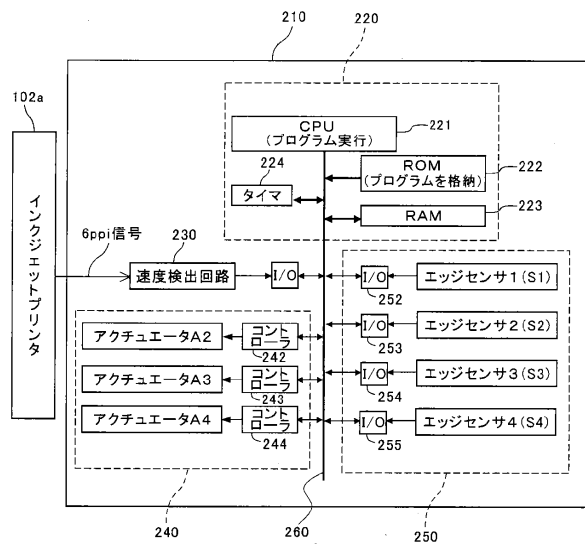 210
220
102a
インクジェットプリンタ
CPU
(プログラム実行)
221
224
タイマ
ROM
(プログラムを格納)
222
RAM
223
6ppi信号
230
速度検出回路
I/O
I/O
252
エッジセンサ1(S1)
アクチュエータA2
コント
ローラ
242
I/O
253
エッジセンサ2(S2)
アクチュエータA3
コント
ローラ
243
I/O
254
エッジセンサ3(S3)
アクチュエータA4
コント
ローラ
244
I/O
255
エッジセンサ4(S4)
240
260
250